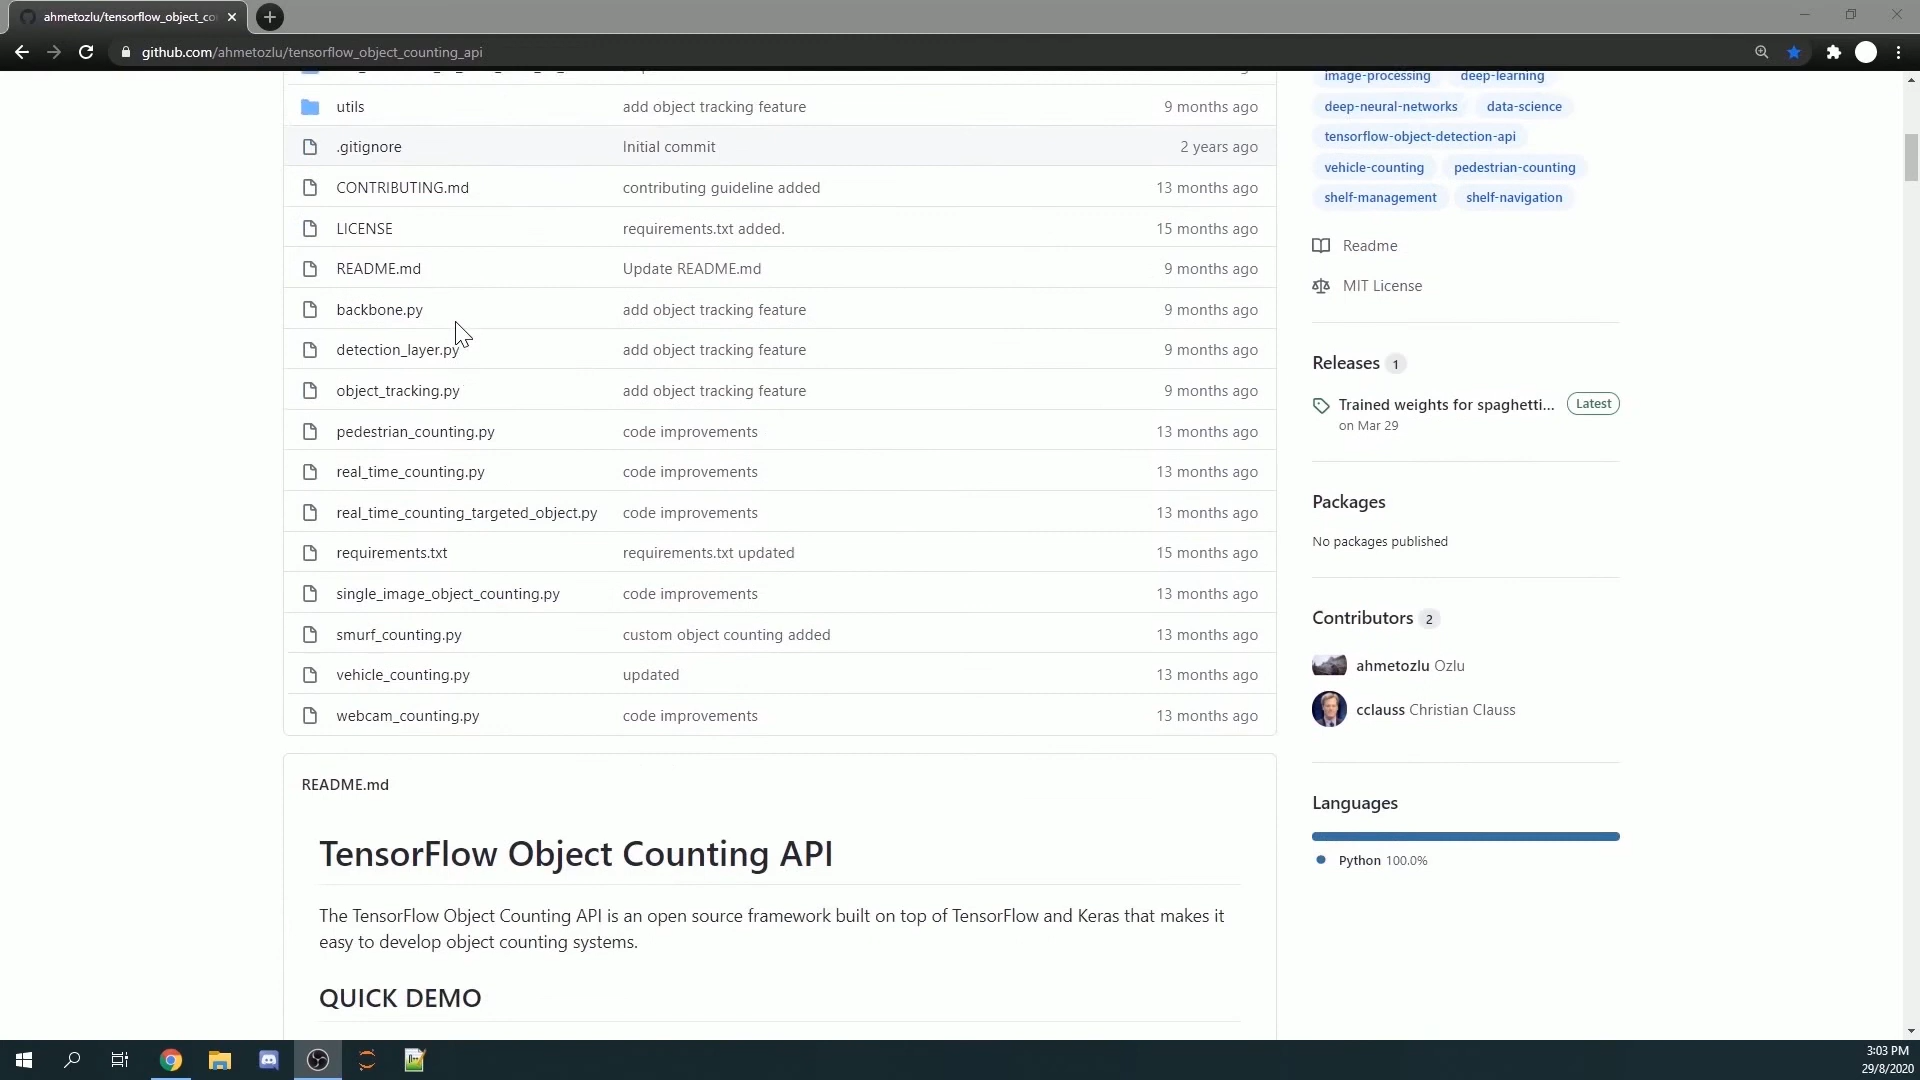 ahmetozlu/tensorflow_object_co
github.com/ahmetozlu/tensorflow_object_counting_api
utils add object tracking feature 9 months ago
.gitignore Initial commit 2 years ago
CONTRIBUTING.md contributing guideline added 13 months ago
LICENSE requirements.txt added. 15 months ago
README.md Update README.md 9 months ago
backbone.py add object tracking feature 9 months ago
detection_layer.py add object tracking feature 9 months ago
object_tracking.py add object tracking feature 9 months ago
pedestrian_counting.py code improvements 13 months ago
real_time_counting.py code improvements 13 months ago
real_time_counting_targeted_object.py code improvements 13 months ago
requirements.txt requirements.txt updated 15 months ago
single_image_object_counting.py code improvements 13 months ago
smurf_counting.py custom object counting added 13 months ago
vehicle_counting.py updated 13 months ago
webcam_counting.py code improvements 13 months ago
README.md
TensorFlow Object Counting API
The TensorFlow Object Counting API is an open source framework built on top of TensorFlow and Keras that makes it
easy to develop object counting systems.
QUICK DEMO
image-processing deep-learning
deep-neural-networks data-science
tensorflow-object-detection-api
vehicle-counting pedestrian-counting
shelf-management shelf-navigation
Readme
MIT License
Releases 1
Trained weights for spaghetti... Latest
on Mar 29
Packages
No packages published
Contributors 2
ahmetozlu Ozlu
cclauss Christian Clauss
Languages
Python 100.0%
3:03 PM
29/8/2020